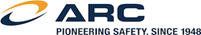 ARC
PIONEERING SAFETY. SINCE 1948